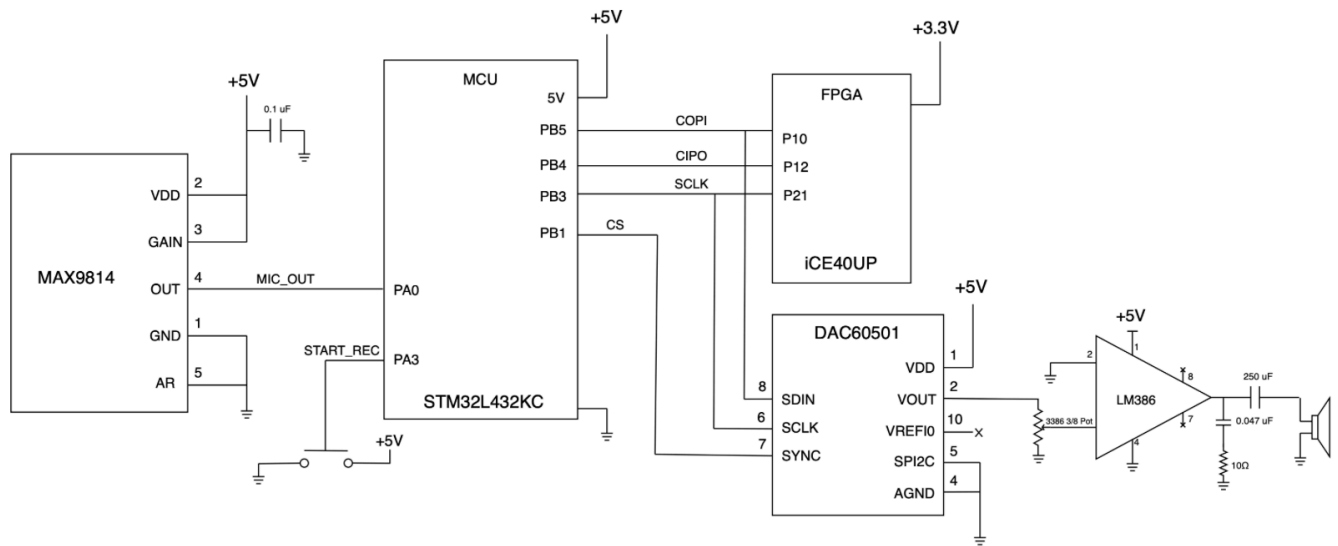 +5V
0.1 uF
MAX9814
VDD
2
GAIN
3
OUT
4
GND
1
AR
5
MIC_OUT
START_REC
+5V
+5V
MCU
5V
PB5
PB4
PB3
PB1
PA0
PA3
STM32L432KC
COPI
CIPO
SCLK
CS
+3.3V
FPGA
P10
P12
P21
iCE40UP
+5V
DAC60501
VDD
1
VOUT
2
VREFI0
10
SPI2C
5
AGND
4
8
SDIN
6
SCLK
7
SYNC
3386 3/8 Pot
+5V
1
2
8
LM386
7
4
250 uF
0.047 uF
10Ω